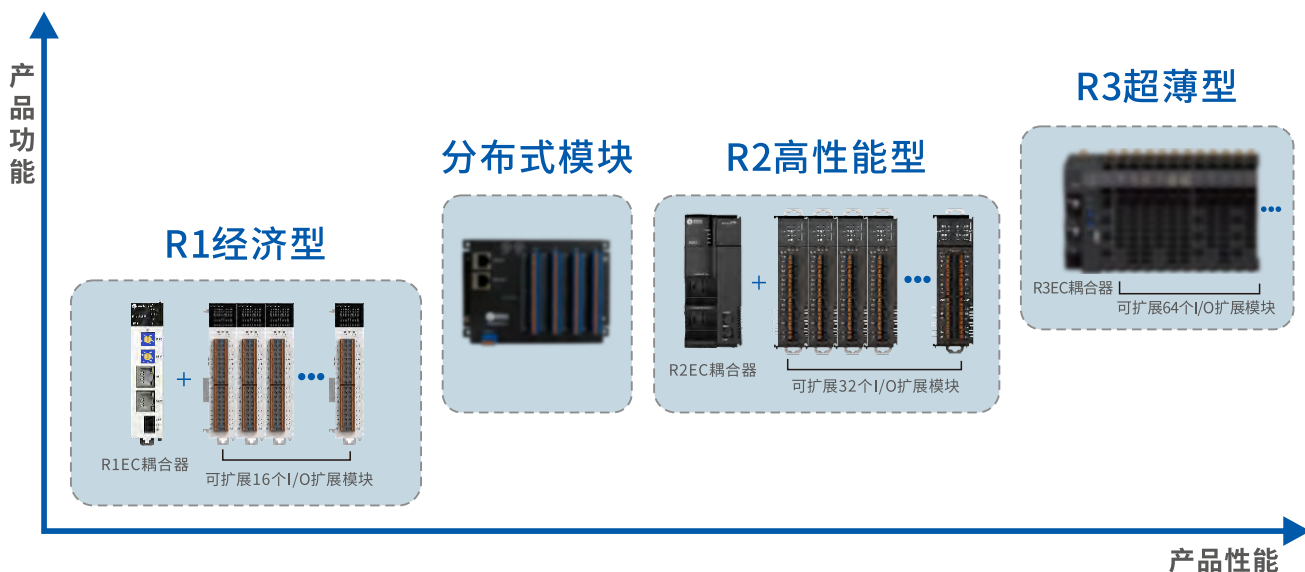 产品功能
R3超薄型
分布式模块
R2高性能型
R1经济型
R3EC耦合器
可扩展64个I/O扩展模块
R2EC耦合器
可扩展32个I/O扩展模块
R1EC耦合器
可扩展16个I/O扩展模块
产品性能